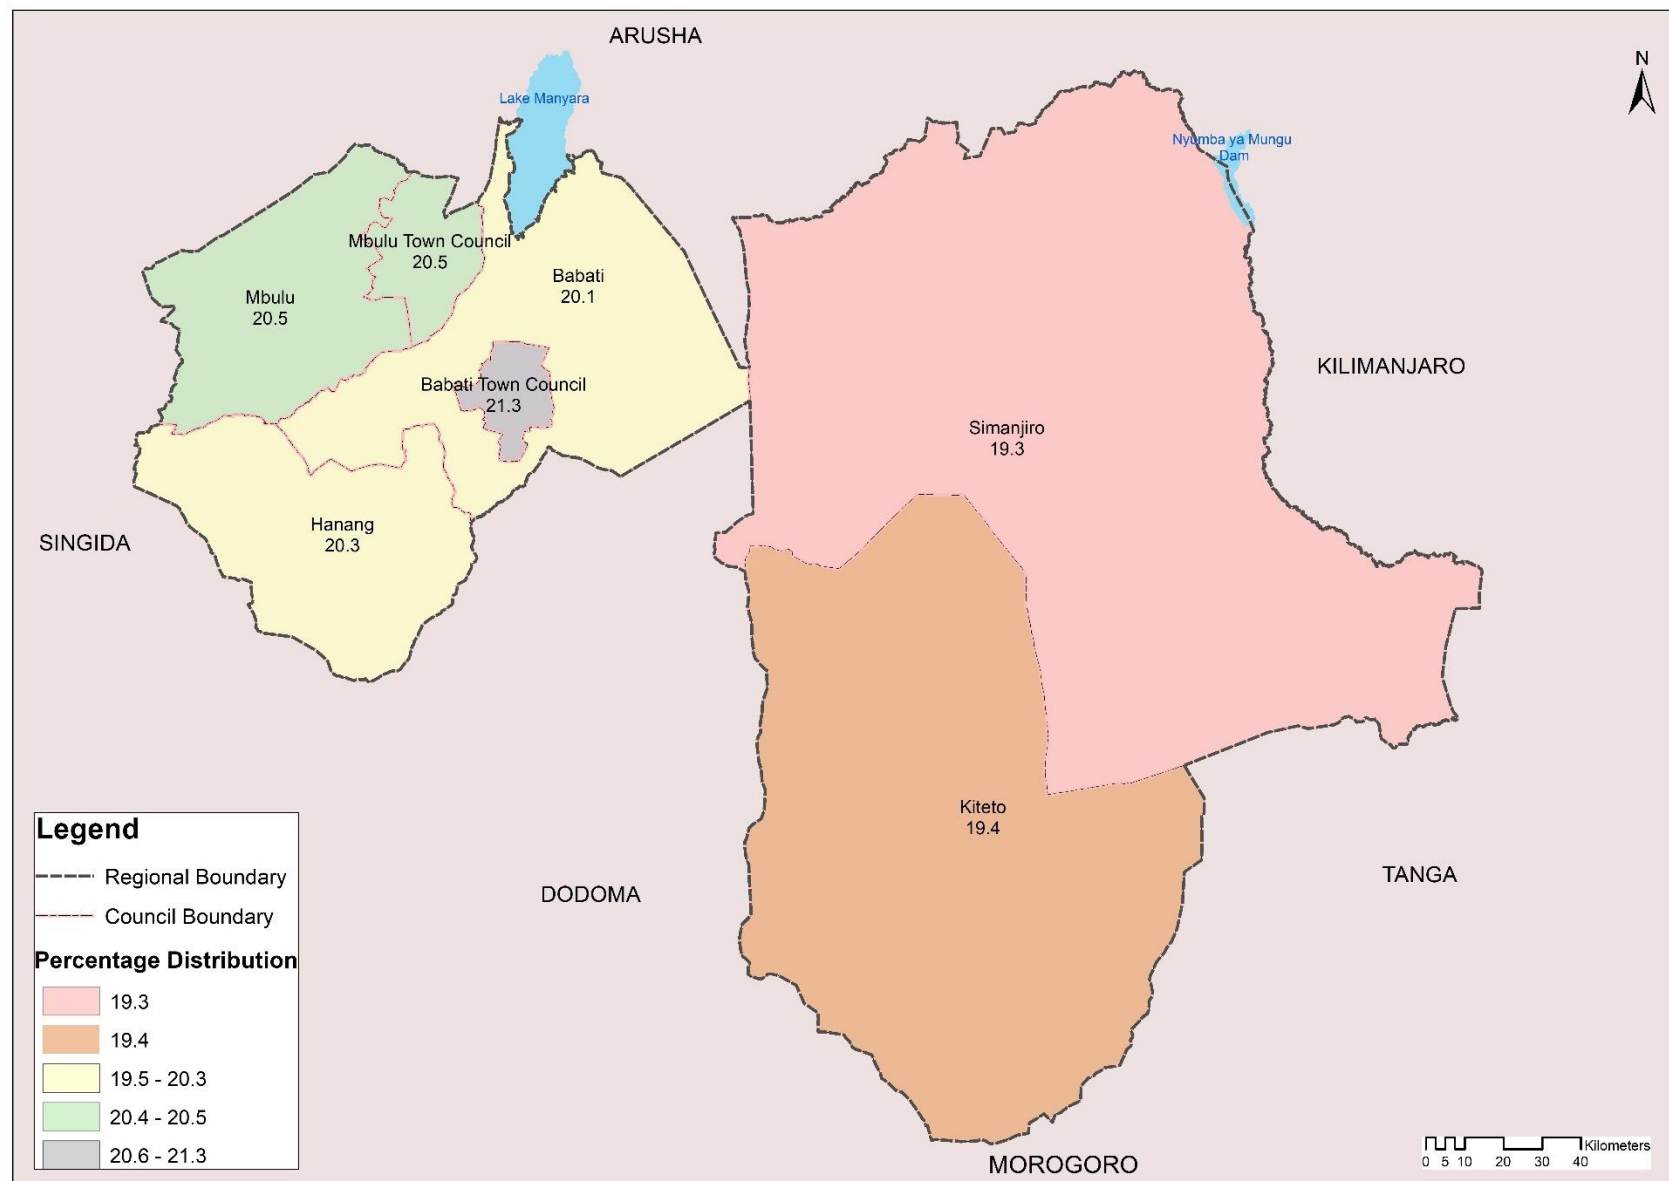 ARUSHA
N
Lake Manyara
Nyumba ya Mungu
Dam
Mbulu Town Council
20.5
Babati
20.1
Mbulu
20.5
KILIMANJARO
Babati Town Council
21.3
Simanjiro
19.3
Hanang
20.3
SINGIDA
Kiteto
19.4
TANGA
DODOMA
MOROGORO
Legend
Regional Boundary
Council Boundary
Percentage Distribution
19.3
19.4
19.5 - 20.3
20.4 - 20.5
20.6 - 21.3
Kilometers
0 5 10 20 30 40